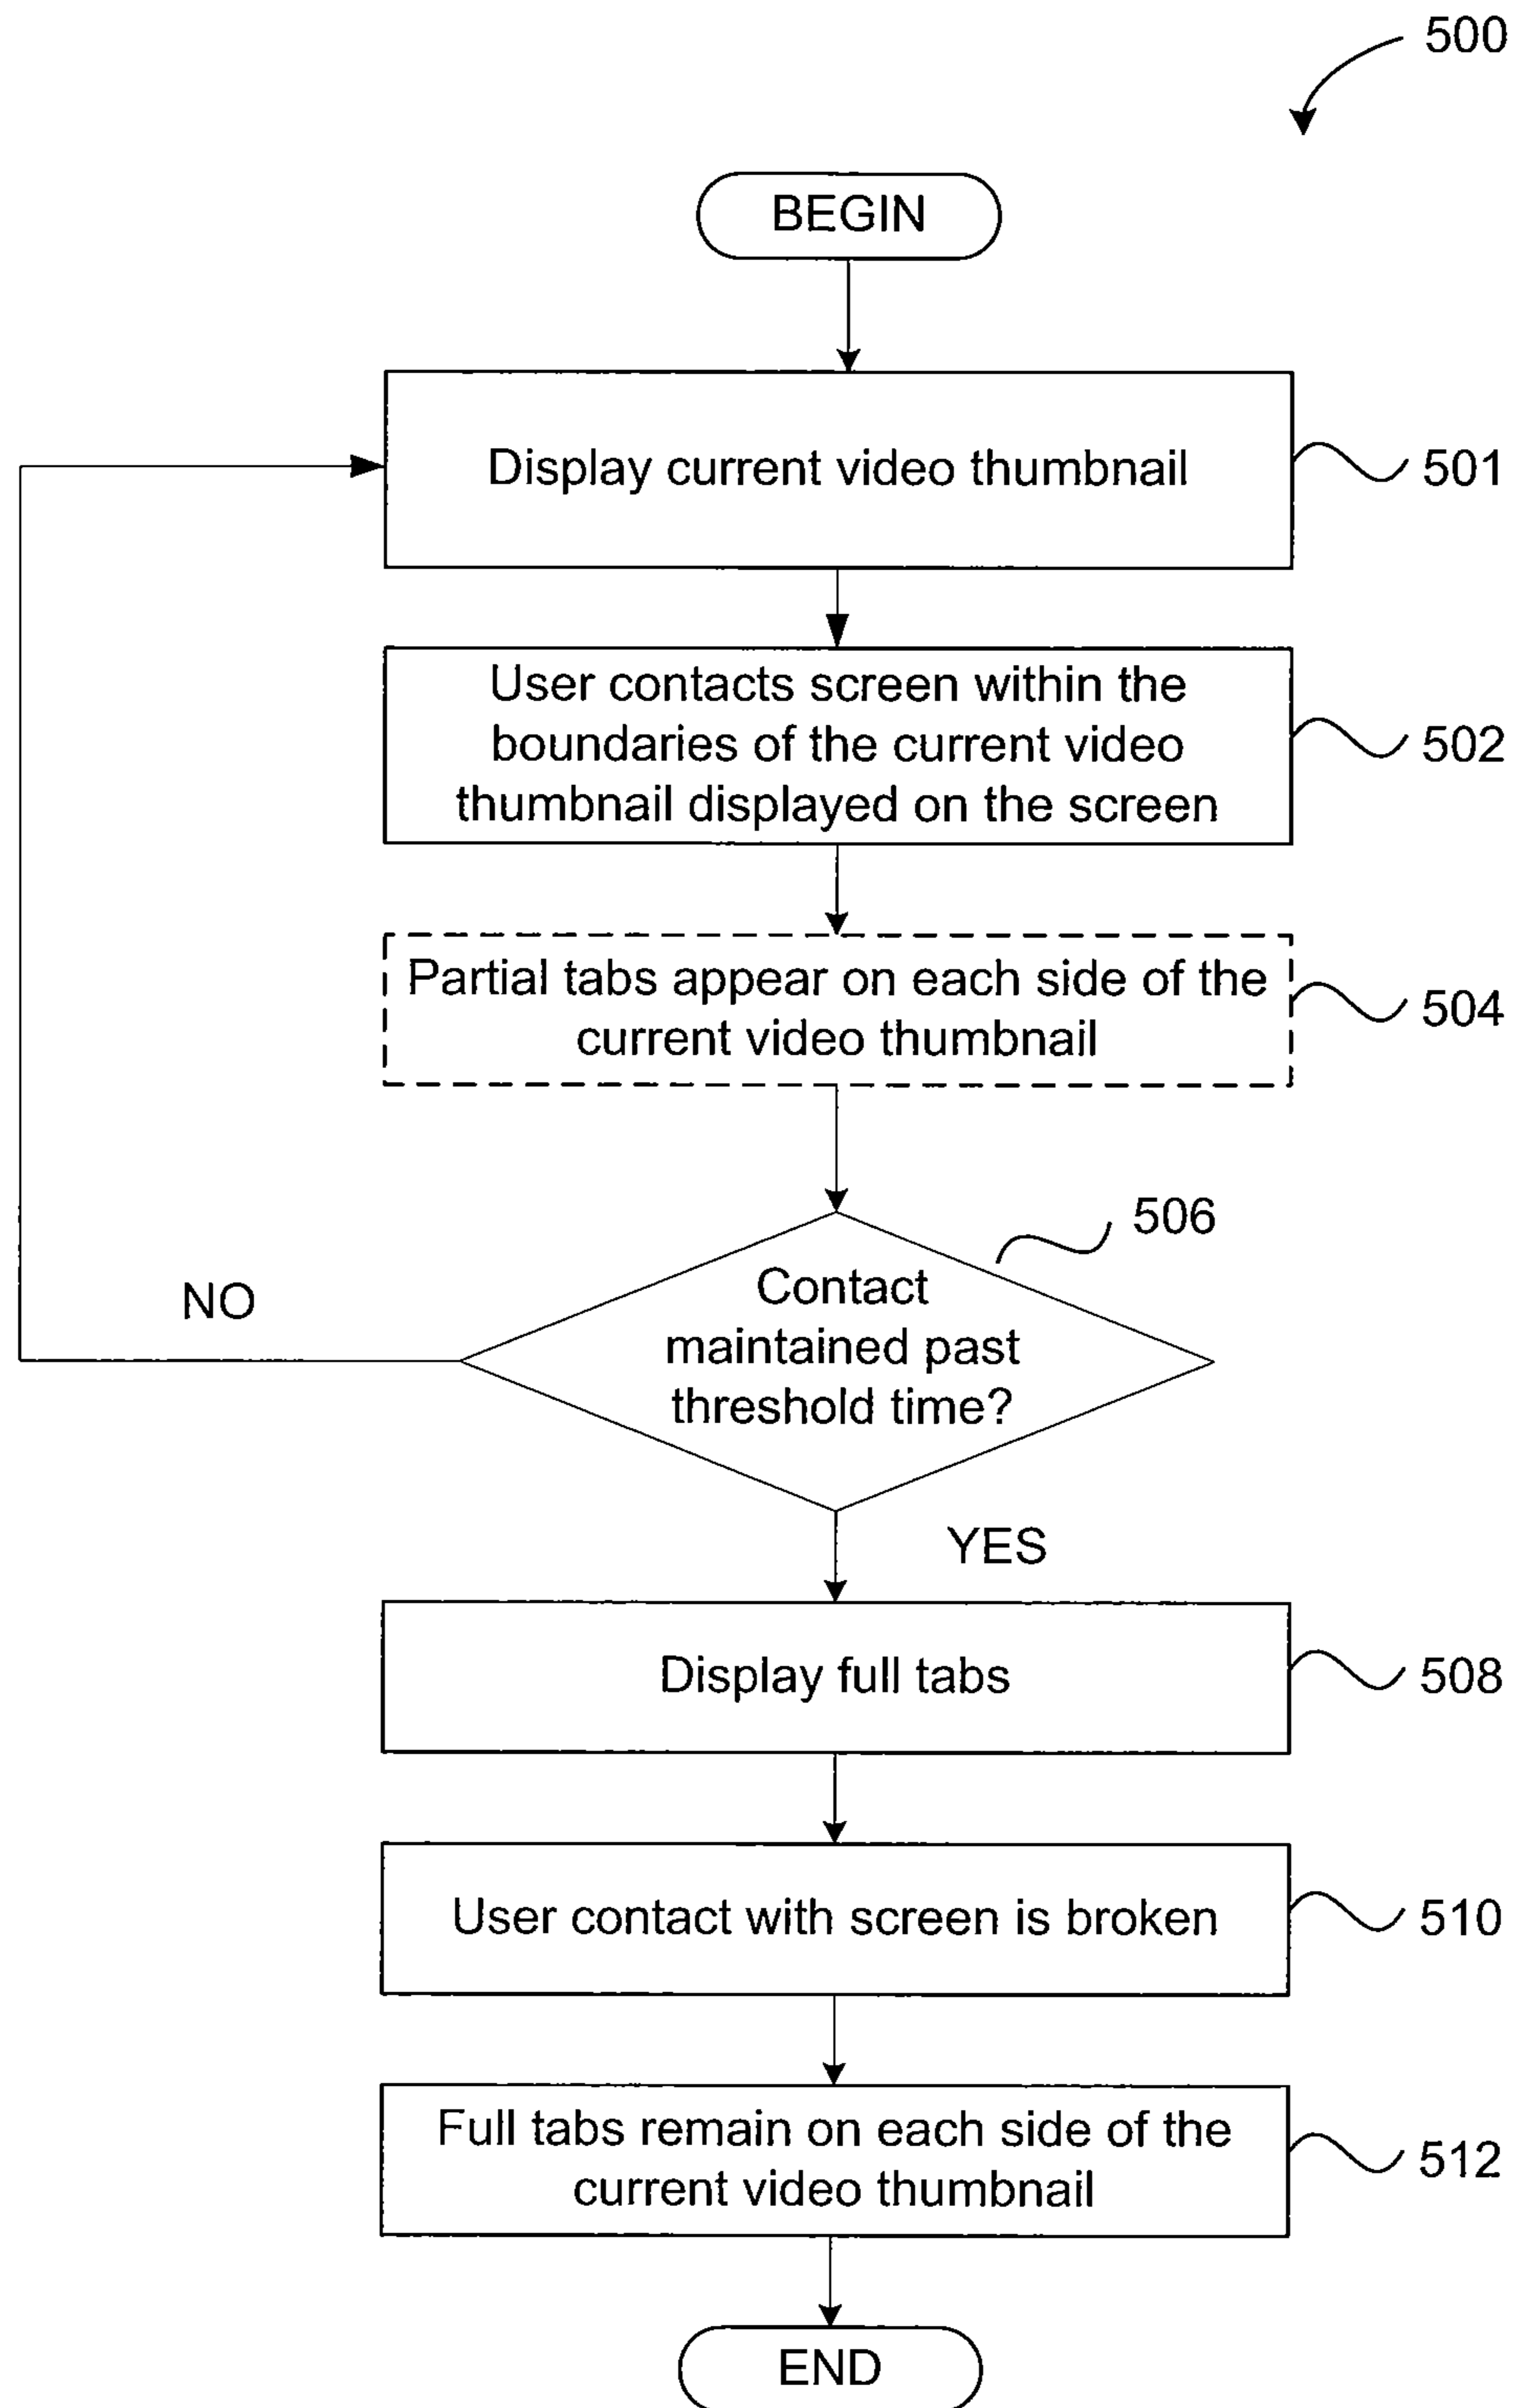 500
BEGIN
Display current video thumbnail
501
User contacts screen within the
boundaries of the current video
thumbnail displayed on the screen
502
Partial tabs appear on each side of the
current video thumbnail
504
506
Contact
maintained past
threshold time?
NO
YES
Display full tabs
508
User contact with screen is broken
510
Full tabs remain on each side of the
current video thumbnail
512
END